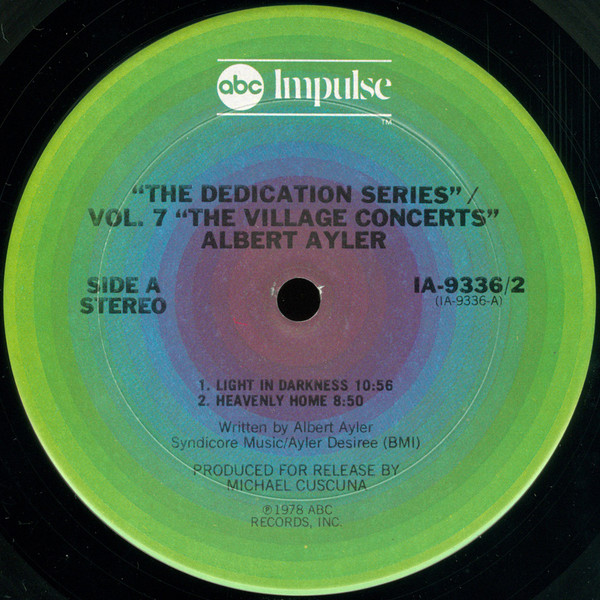 abc Impulse
TM
"THE DEDICATION SERIES"/
VOL. 7 "THE VILLAGE CONCERTS"
ALBERT AYLER
SIDE A
STEREO
IA-9336/2
(IA-9336-A)
1. LIGHT IN DARKNESS 10:56
2. HEAVENLY HOME 8:50
Written by Albert Ayler
Syndicore Music/Ayler Desiree (BMI)
PRODUCED FOR RELEASE BY
MICHAEL CUSCUNA
℗1978 ABC
RECORDS, INC.